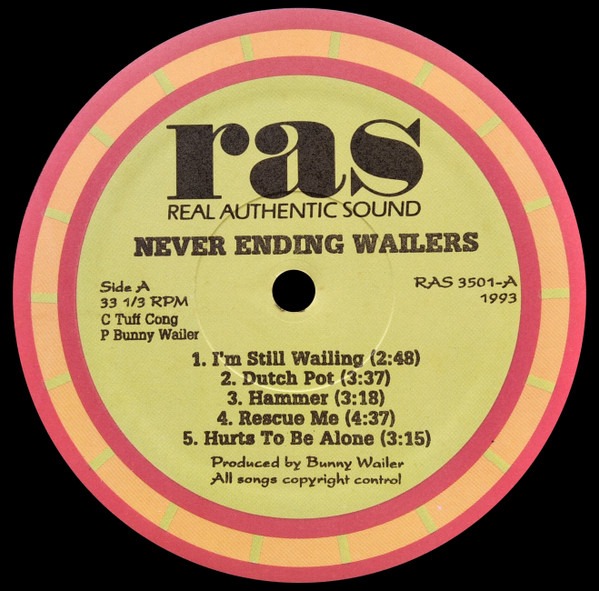 ras
REAL AUTHENTIC SOUND
NEVER ENDING WAILERS
Side A
33 1/3 RPM
C Tuff Cong
P Bunny Wailer
RAS 3501-A
1993
1. I'm Still Wailing (2:48)
2. Dutch Pot (3:37)
3. Hammer (3:18)
4. Rescue Me (4:37)
5. Hurts To Be Alone (3:15)
Produced by Bunny Wailer
All songs copyright control